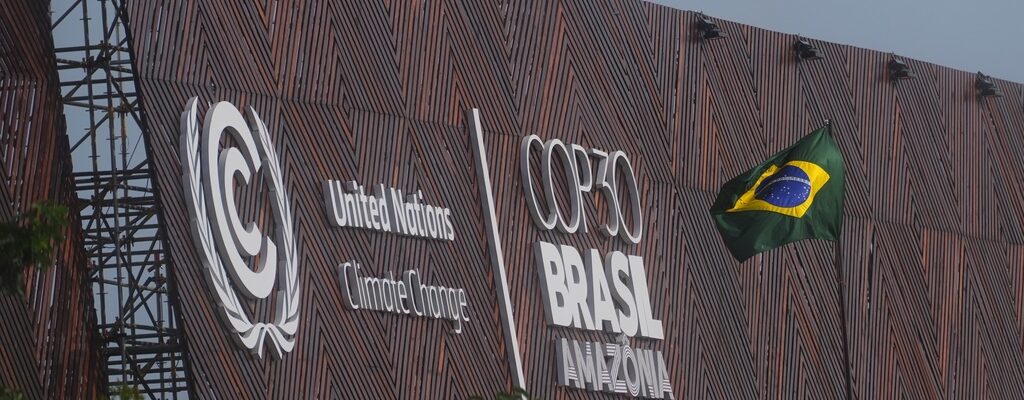 United Nations
Climate Change
COP30
BRASIL
AMAZÔNIA